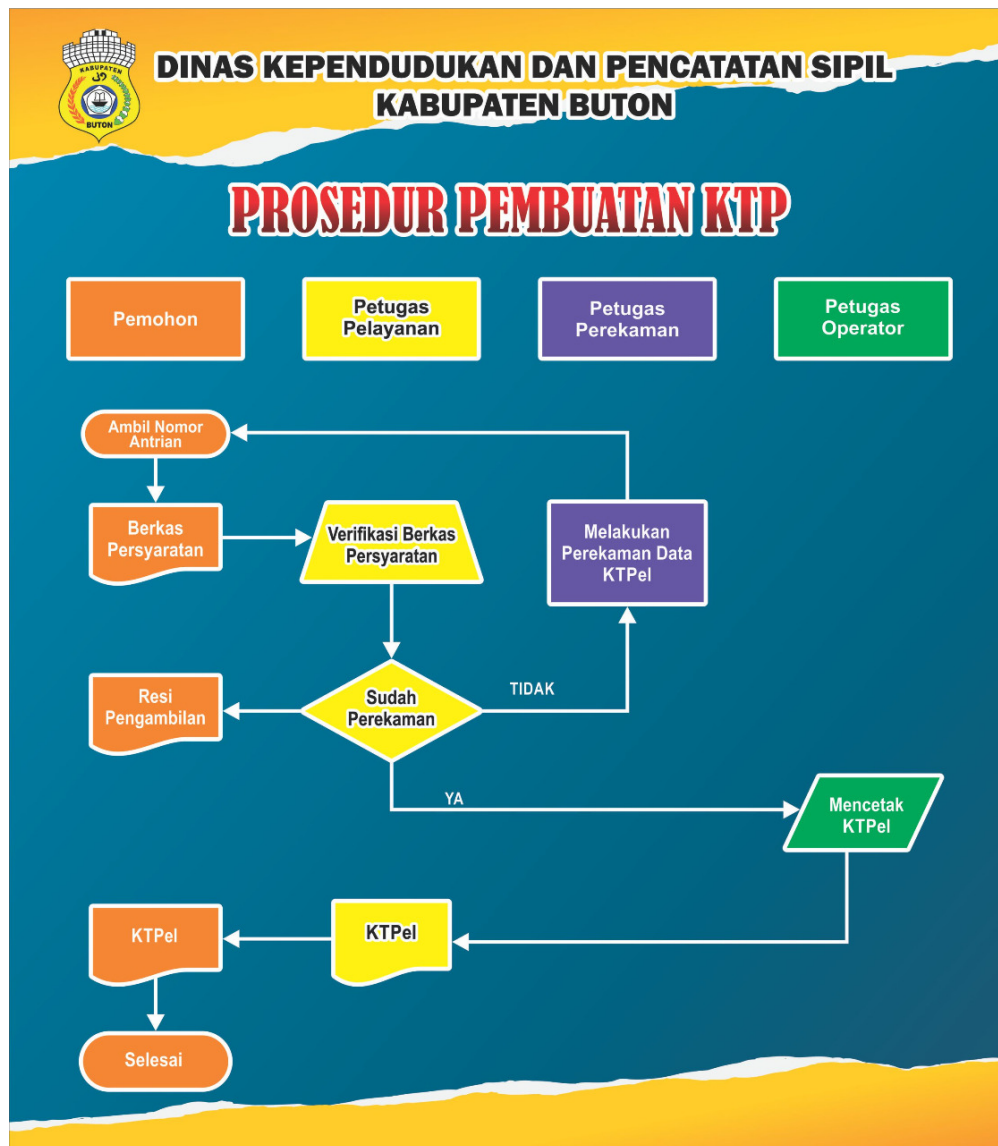 KABUPATEN
BUTON
DINAS KEPENDUDUKAN DAN PENCATATAN SIPIL
KABUPATEN BUTON
PROSEDUR PEMBUATAN KTP
Pemohon
Petugas
Pelayanan
Petugas
Perekaman
Petugas
Operator
Ambil Nomor
Antrian
Berkas
Persyaratan
Verifikasi Berkas
Persyaratan
Melakukan
Perekaman Data
KTPel
Resi
Pengambilan
Sudah
Perekaman
TIDAK
YA
Mencetak
KTPel
KTPel
KTPel
Selesai